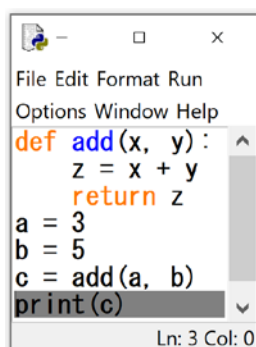 File Edit Format Run
Options Window Help
def add(x, y):
    z = x + y
    return z
a = 3
b = 5
c = add(a, b)
print(c)
Ln: 3 Col: 0